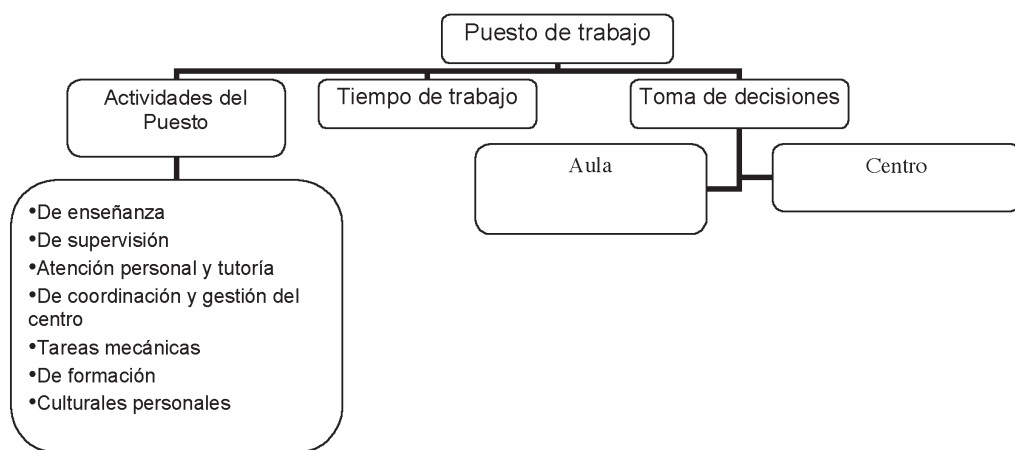 Puesto de trabajo
Actividades del
Puesto
Tiempo de trabajo
Toma de decisiones
Aula
Centro
•De enseñanza
•De supervisión
•Atención personal y tutoría
•De coordinación y gestión del
centro
•Tareas mecánicas
•De formación
•Culturales personales